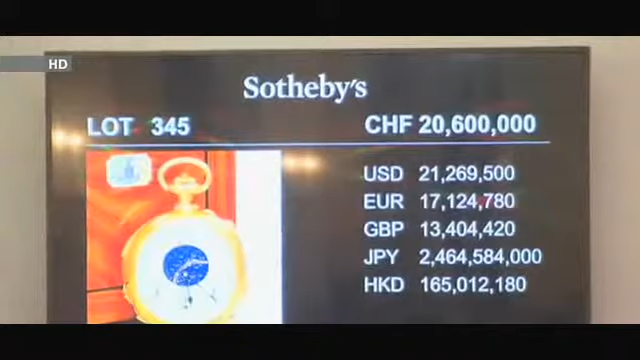 HD
Sotheby's
LOT 345 CHF 20,600,000
USD 21,269,500
EUR 17,124,780
GBP 13,404,420
JPY 2,464,584,000
HKD 165,012,180